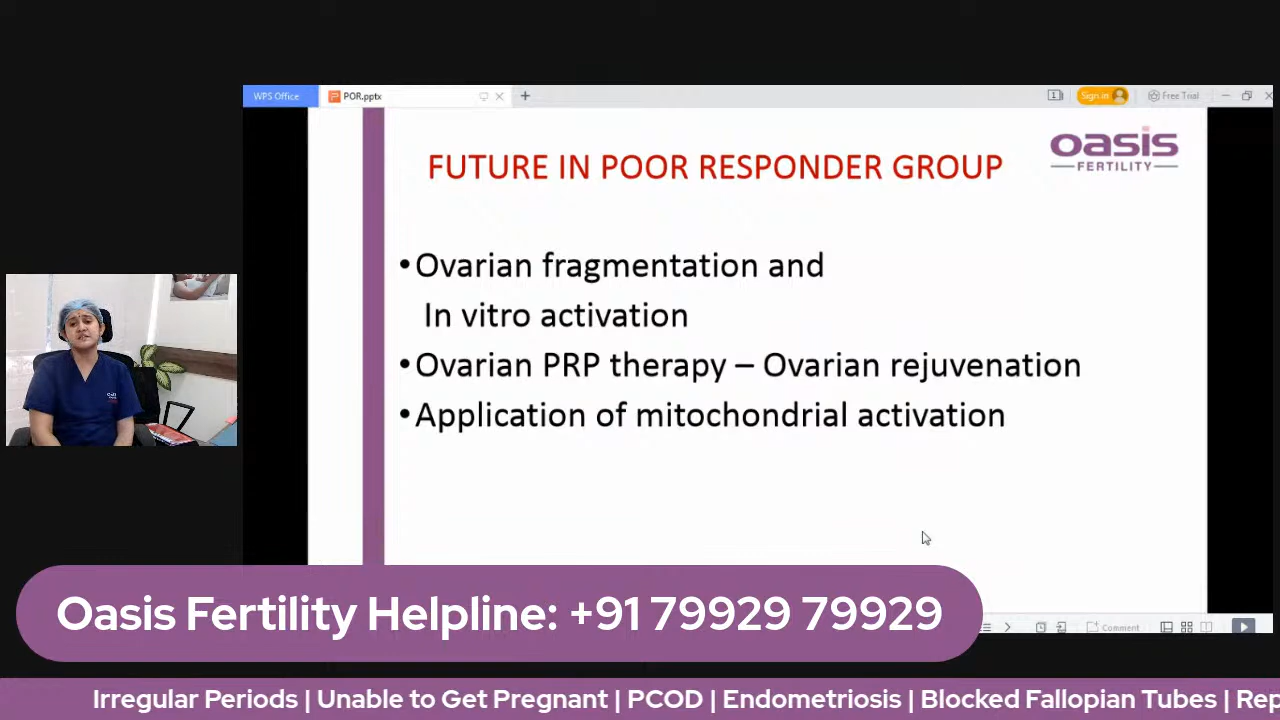 WPS Office
POR.pptx
Sign in
Free Trial
oasis
FERTILITY
FUTURE IN POOR RESPONDER GROUP
•Ovarian fragmentation and
In vitro activation
•Ovarian PRP therapy – Ovarian rejuvenation
•Application of mitochondrial activation
Oasis Fertility Helpline: +91 79929 79929
Comment
Irregular Periods | Unable to Get Pregnant | PCOD | Endometriosis | Blocked Fallopian Tubes | Rep